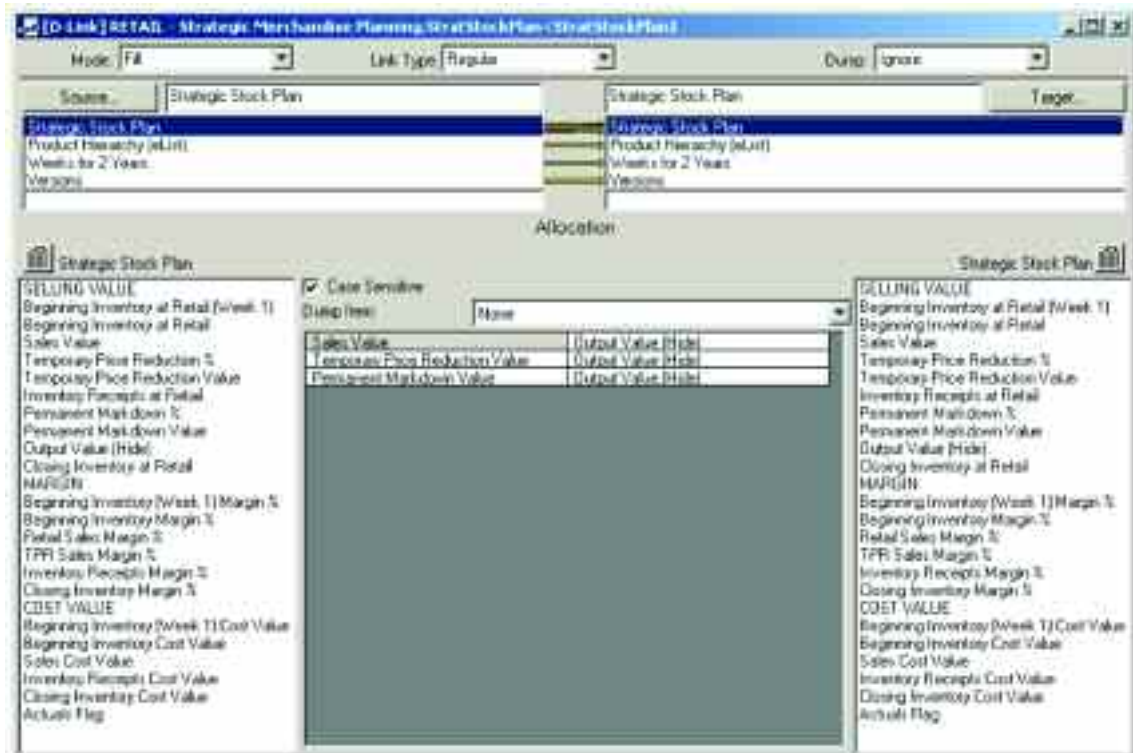 [D-Link] RETAIL - Strategic Merchandise Planning.StratStockPlan-(StratStockPlan)
Mode: Fill Link Type: Regular Dump: Ignore
Source... Strategic Stock Plan Strategic Stock Plan Target...
Strategic Stock Plan Strategic Stock Plan
Product Hierarchy (eList) Product Hierarchy (eList)
Weeks for 2 Years Weeks for 2 Years
Versions Versions
Allocation
Strategic Stock Plan Strategic Stock Plan
Case Sensitive
Dump Item: None
Sales Value Output Value (Hide)
Temporary Price Reduction Value Output Value (Hide)
Permanent Markdown Value Output Value (Hide)
SELLING VALUE
Beginning Inventory at Retail (Week 1)
Beginning Inventory at Retail
Sales Value
Temporary Price Reduction %
Temporary Price Reduction Value
Inventory Receipts at Retail
Permanent Markdown %
Permanent Markdown Value
Output Value (Hide)
Closing Inventory at Retail
MARGIN
Beginning Inventory (Week 1) Margin %
Beginning Inventory Margin %
Retail Sales Margin %
TPR Sales Margin %
Inventory Receipts Margin %
Closing Inventory Margin %
COST VALUE
Beginning Inventory (Week 1) Cost Value
Beginning Inventory Cost Value
Sales Cost Value
Inventory Receipts Cost Value
Closing Inventory Cost Value
Actuals Flag
SELLING VALUE
Beginning Inventory at Retail (Week 1)
Beginning Inventory at Retail
Sales Value
Temporary Price Reduction %
Temporary Price Reduction Value
Inventory Receipts at Retail
Permanent Markdown %
Permanent Markdown Value
Output Value (Hide)
Closing Inventory at Retail
MARGIN
Beginning Inventory (Week 1) Margin %
Beginning Inventory Margin %
Retail Sales Margin %
TPR Sales Margin %
Inventory Receipts Margin %
Closing Inventory Margin %
COST VALUE
Beginning Inventory (Week 1) Cost Value
Beginning Inventory Cost Value
Sales Cost Value
Inventory Receipts Cost Value
Closing Inventory Cost Value
Actuals Flag